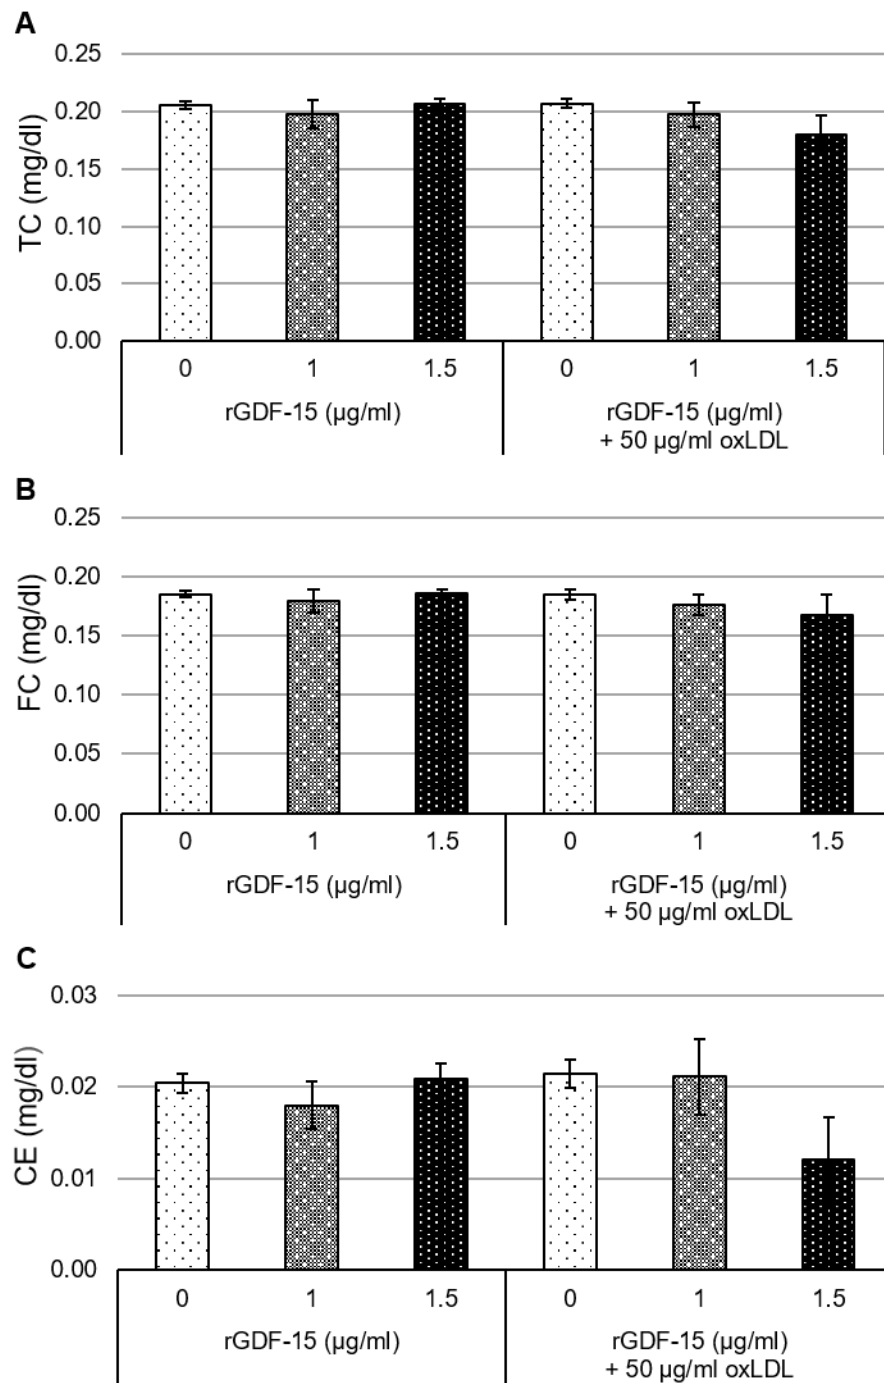 A
TC (mg/dl)
0.25
0.20
0.15
0.10
0.05
0.00
0 1 1.5 0 1 1.5
rGDF-15 (µg/ml) rGDF-15 (µg/ml)
+ 50 µg/ml oxLDL
B
FC (mg/dl)
0.25
0.20
0.15
0.10
0.05
0.00
0 1 1.5 0 1 1.5
rGDF-15 (µg/ml) rGDF-15 (µg/ml)
+ 50 µg/ml oxLDL
C
CE (mg/dl)
0.03
0.02
0.01
0.00
0 1 1.5 0 1 1.5
rGDF-15 (µg/ml) rGDF-15 (µg/ml)
+ 50 µg/ml oxLDL